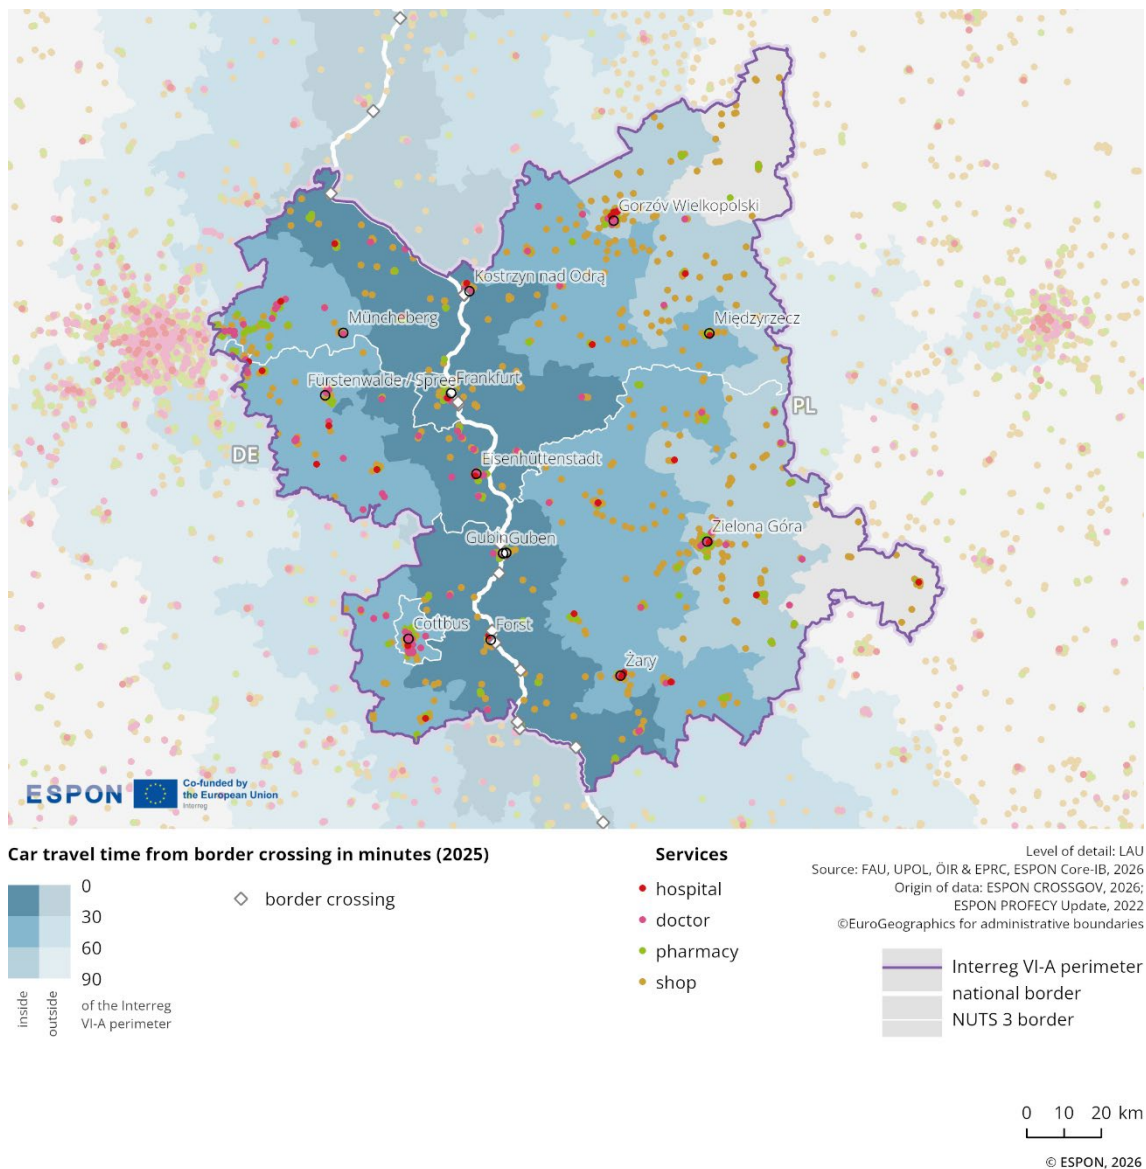 Gorzóv Wielkopolski
Kostrzyn nad Odrą
Müncheberg
Międzyrzecz
Fürstenwalde / Spree
Frankfurt
PL
DE
Eisenhüttenstadt
Zielona Góra
Gubin
Guben
Cottbus
Forst
Żary
ESPON
Co-funded by
the European Union
Interreg
Car travel time from border crossing in minutes (2025)
0
30
60
90
inside
outside
of the Interreg
VI-A perimeter
border crossing
Services
hospital
doctor
pharmacy
shop
Level of detail: LAU
Source: FAU, UPOL, ÖIR & EPRC, ESPON Core-IB, 2026
Origin of data: ESPON CROSSGOV, 2026;
ESPON PROFECY Update, 2022
©EuroGeographics for administrative boundaries
Interreg VI-A perimeter
national border
NUTS 3 border
0 10 20 km
© ESPON, 2026